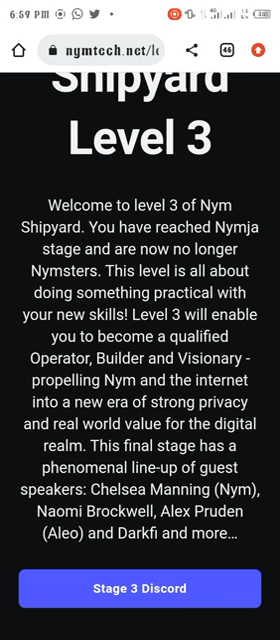 6:59 PM
nymtech.net/le
46
Shipyard
Level 3
Welcome to level 3 of Nym
Shipyard. You have reached Nymja
stage and are now no longer
Nymsters. This level is all about
doing something practical with
your new skills! Level 3 will enable
you to become a qualified
Operator, Builder and Visionary -
propelling Nym and the internet
into a new era of strong privacy
and real world value for the digital
realm. This final stage has a
phenomenal line-up of guest
speakers: Chelsea Manning (Nym),
Naomi Brockwell, Alex Pruden
(Aleo) and Darkfi and more...
Stage 3 Discord